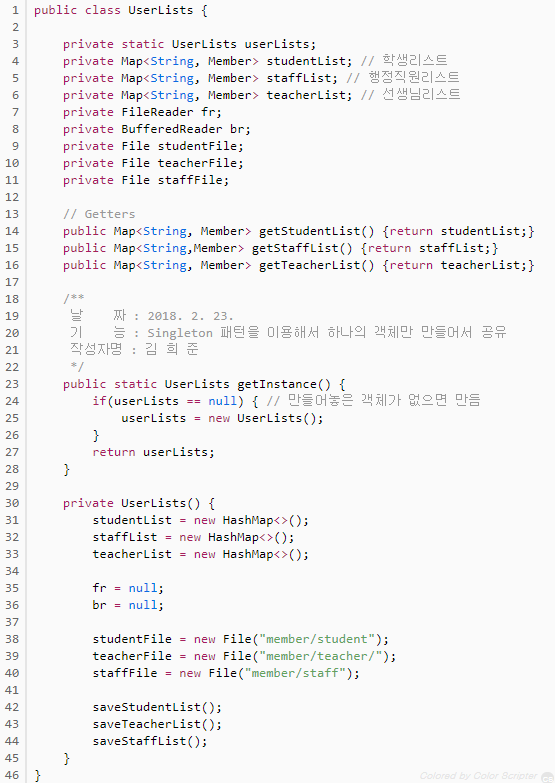 1 public class UserLists {
2
3     private static UserLists userLists;
4     private Map<String, Member> studentList; // 학생리스트
5     private Map<String, Member> staffList; // 행정직원리스트
6     private Map<String, Member> teacherList; // 선생님리스트
7     private FileReader fr;
8     private BufferedReader br;
9     private File studentFile;
10     private File teacherFile;
11     private File staffFile;
12
13     // Getters
14     public Map<String, Member> getStudentList() {return studentList;}
15     public Map<String,Member> getStaffList() {return staffList;}
16     public Map<String, Member> getTeacherList() {return teacherList;}
17
18     /**
19      날    짜 : 2018. 2. 23.
20      기    능 : Singleton 패턴을 이용해서 하나의 객체만 만들어서 공유
21      작성자명 : 김 희 준
22      */
23     public static UserLists getInstance() {
24         if(userLists == null) { // 만들어놓은 객체가 없으면 만듬
25             userLists = new UserLists();
26         }
27         return userLists;
28     }
29
30     private UserLists() {
31         studentList = new HashMap<>();
32         staffList = new HashMap<>();
33         teacherList = new HashMap<>();
34
35         fr = null;
36         br = null;
37
38         studentFile = new File("member/student");
39         teacherFile = new File("member/teacher/");
40         staffFile = new File("member/staff");
41
42         saveStudentList();
43         saveTeacherList();
44         saveStaffList();
45     }
46 }
Colored by Color Scripter